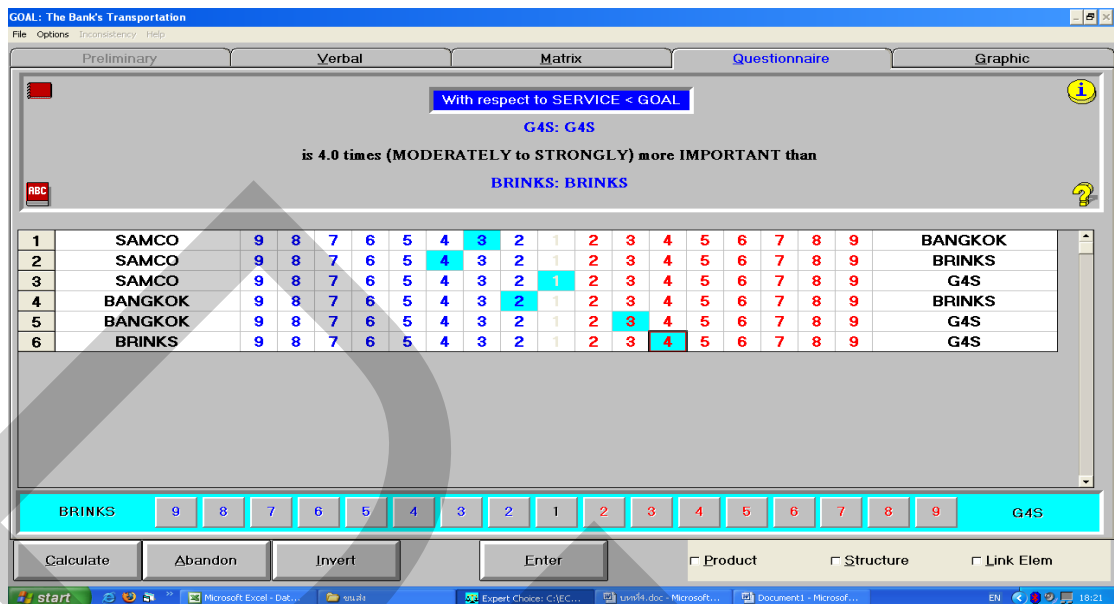 GOAL: The Bank's Transportation
File Options Inconsistency Help
Preliminary Verbal Matrix Questionnaire Graphic
With respect to SERVICE < GOAL
G4S: G4S
is 4.0 times (MODERATELY to STRONGLY) more IMPORTANT than
BRINKS: BRINKS
ABC
1 SAMCO 9 8 7 6 5 4 3 2 1 2 3 4 5 6 7 8 9 BANGKOK
2 SAMCO 9 8 7 6 5 4 3 2 1 2 3 4 5 6 7 8 9 BRINKS
3 SAMCO 9 8 7 6 5 4 3 2 1 2 3 4 5 6 7 8 9 G4S
4 BANGKOK 9 8 7 6 5 4 3 2 1 2 3 4 5 6 7 8 9 BRINKS
5 BANGKOK 9 8 7 6 5 4 3 2 1 2 3 4 5 6 7 8 9 G4S
6 BRINKS 9 8 7 6 5 4 3 2 1 2 3 4 5 6 7 8 9 G4S
BRINKS 9 8 7 6 5 4 3 2 1 2 3 4 5 6 7 8 9 G4S
Calculate Abandon Invert Enter Product Structure Link Elem
start Microsoft Excel - Dat... ขนส่ง Expert Choice: C:\EC... บทที่4.doc - Microsoft... Document1 - Microsof... EN 18:21